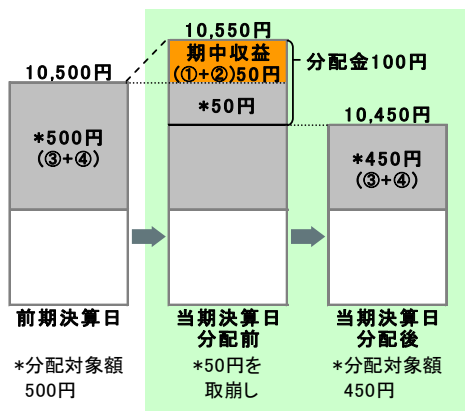 10,550円
期中収益
(①+②)50円
分配金100円
10,500円
*50円
10,450円
*500円
(③+④)
*450円
(③+④)
前期決算日
当期決算日
分配前
当期決算日
分配後
*分配対象額
500円
*50円を
取崩し
*分配対象額
450円